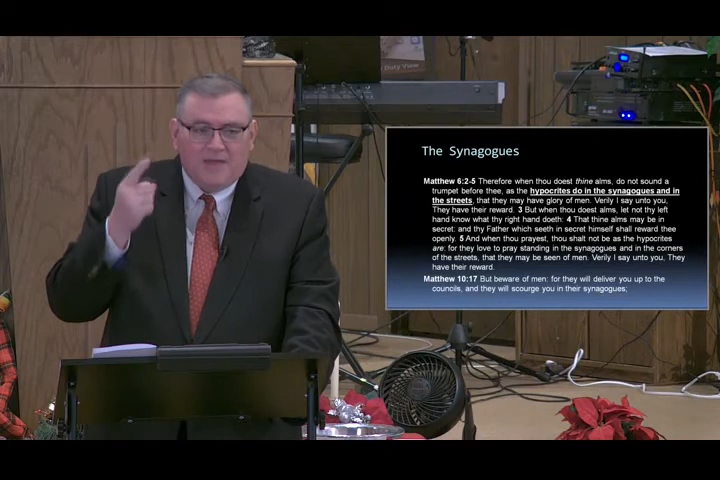 Duty View
The Synagogues
Matthew 6:2-5 Therefore when thou doest thine alms, do not sound a
trumpet before thee, as the hypocrites do in the synagogues and in
the streets, that they may have glory of men. Verily I say unto you,
They have their reward. 3 But when thou doest alms, let not thy left
hand know what thy right hand doeth: 4 That thine alms may be in
secret: and thy Father which seeth in secret himself shall reward thee
openly. 5 And when thou prayest, thou shalt not be as the hypocrites
are: for they love to pray standing in the synagogues and in the corners
of the streets, that they may be seen of men. Verily I say unto you, They
have their reward.
Matthew 10:17 But beware of men: for they will deliver you up to the
councils, and they will scourge you in their synagogues;